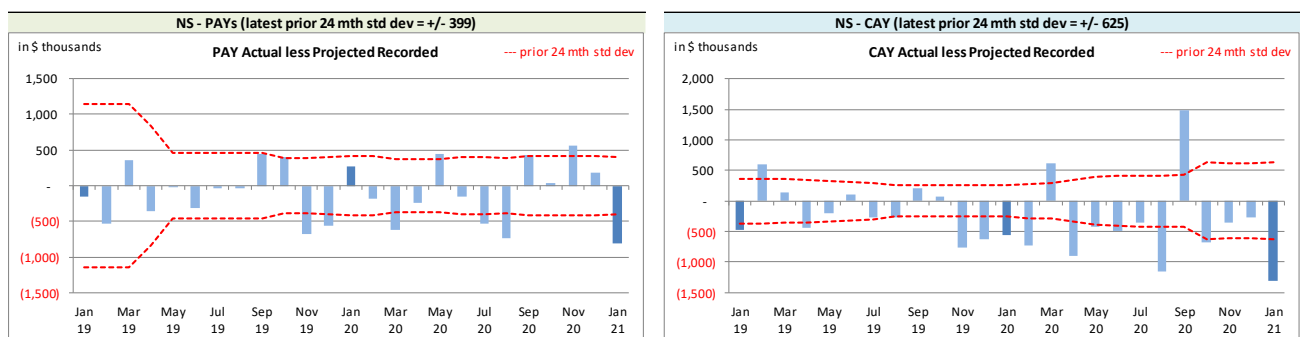 NS - PAYs (latest prior 24 mth std dev = +/- 399)
in $ thousands
PAY Actual less Projected Recorded
--- prior 24 mth std dev
1,500
1,000
500
-
(500)
(1,000)
(1,500)
Jan Mar May Jul Sep Nov Jan Mar May Jul Sep Nov Jan
19 19 19 19 19 19 20 20 20 20 20 20 21
NS - CAY (latest prior 24 mth std dev = +/- 625)
in $ thousands
CAY Actual less Projected Recorded
--- prior 24 mth std dev
2,000
1,500
1,000
500
-
(500)
(1,000)
(1,500)
Jan Mar May Jul Sep Nov Jan Mar May Jul Sep Nov Jan
19 19 19 19 19 19 20 20 20 20 20 20 21